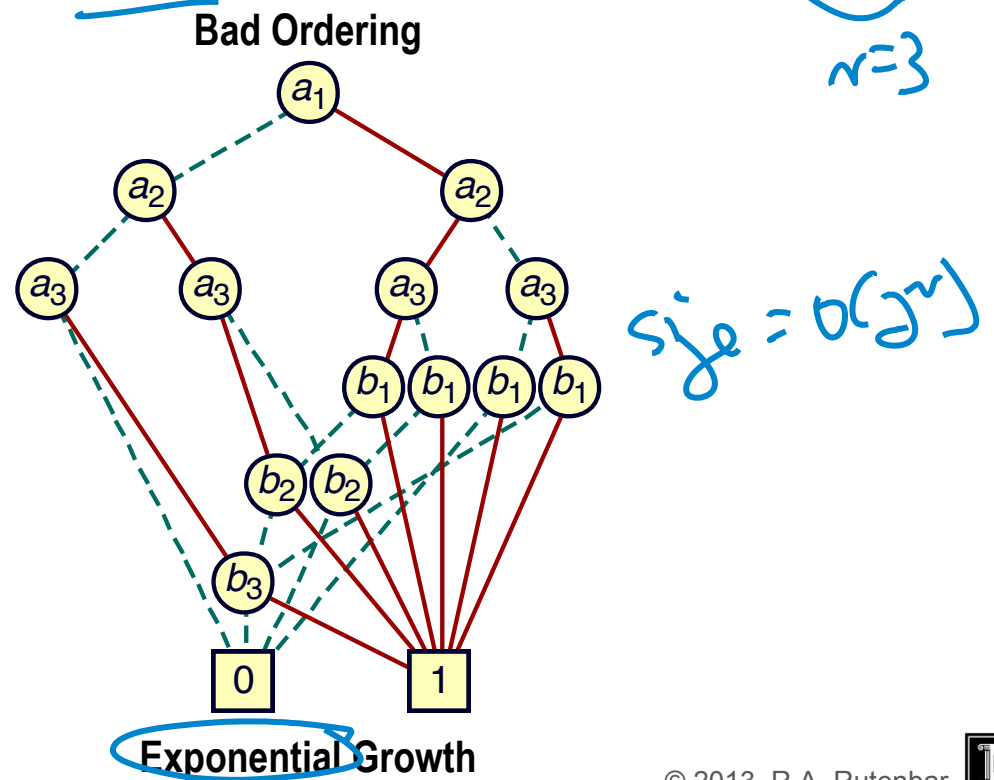 Bad Ordering
n=3
a1
a2 a2
a3 a3 a3 a3
size = O(2^n)
b1 b1 b1 b1
b2 b2
b3
0 1
Exponential Growth
© 2013, R.A. Rutenbar